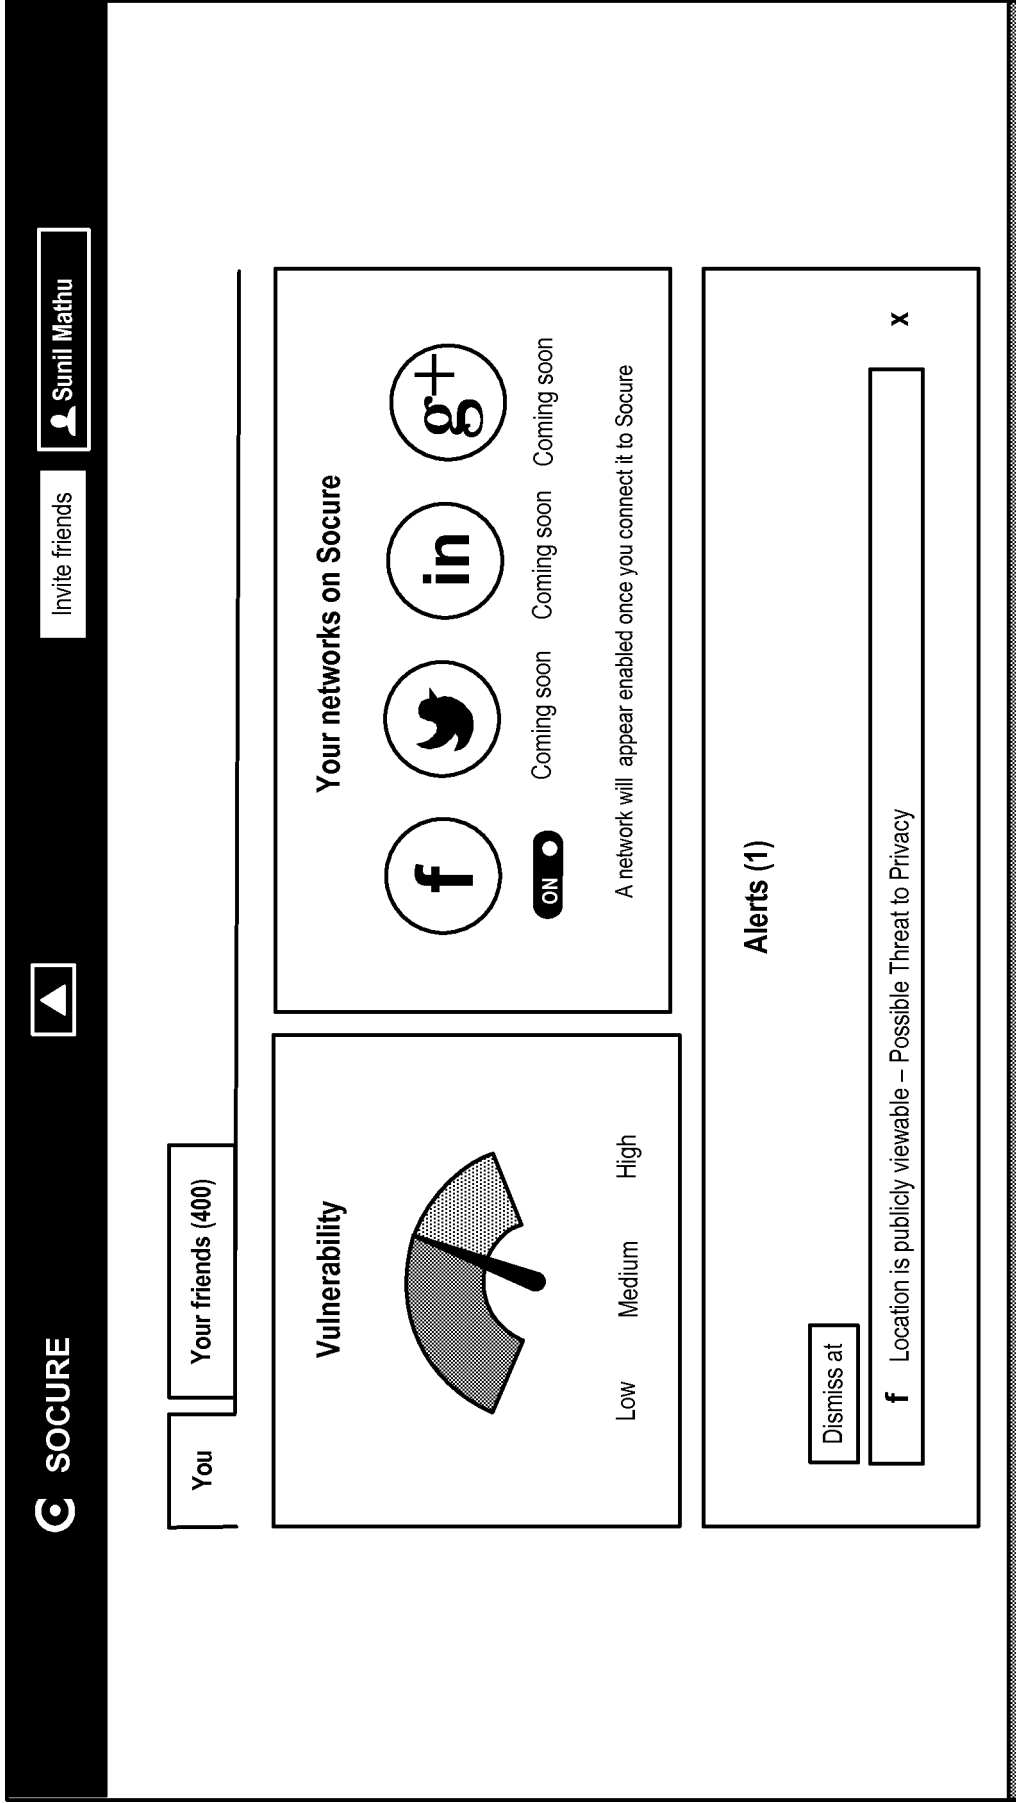 SOCURE
Invite friends
Sunil Mathu
You
Your friends (400)
Vulnerability
Low Medium High
Your networks on Socure
f in g+
ON Coming soon Coming soon Coming soon
A network will appear enabled once you connect it to Socure
Alerts (1)
Dismiss at
f Location is publicly viewable – Possible Threat to Privacy x